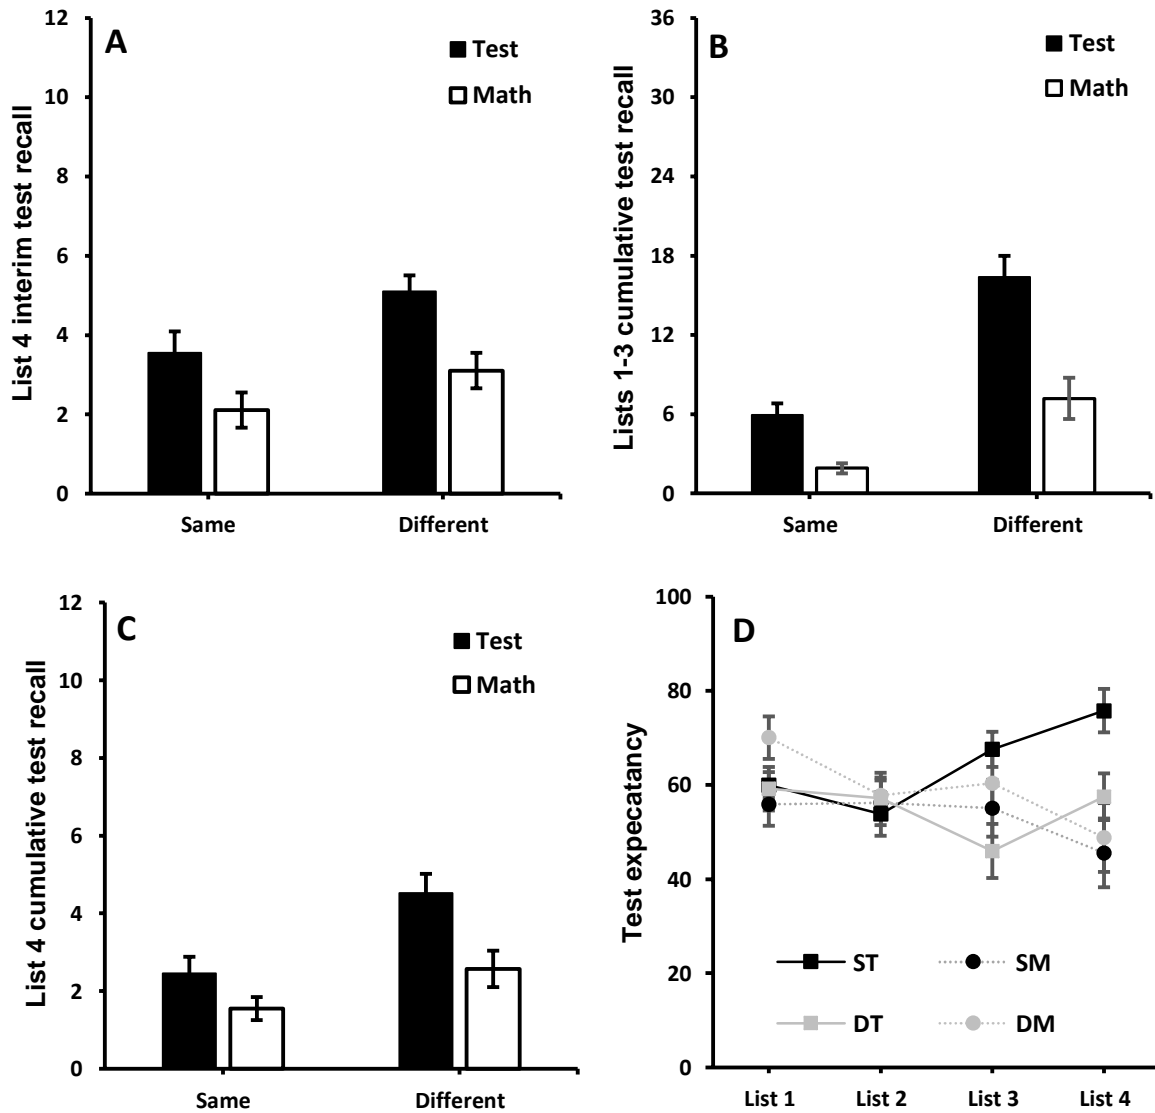 A
List 4 interim test recall
12
10
8
6
4
2
0
Test
Math
Same Different
B
Lists 1-3 cumulative test recall
36
30
24
18
12
6
0
Test
Math
Same Different
C
List 4 cumulative test recall
12
10
8
6
4
2
0
Test
Math
Same Different
D
Test expecatancy
100
80
60
40
20
0
ST SM
DT DM
List 1 List 2 List 3 List 4